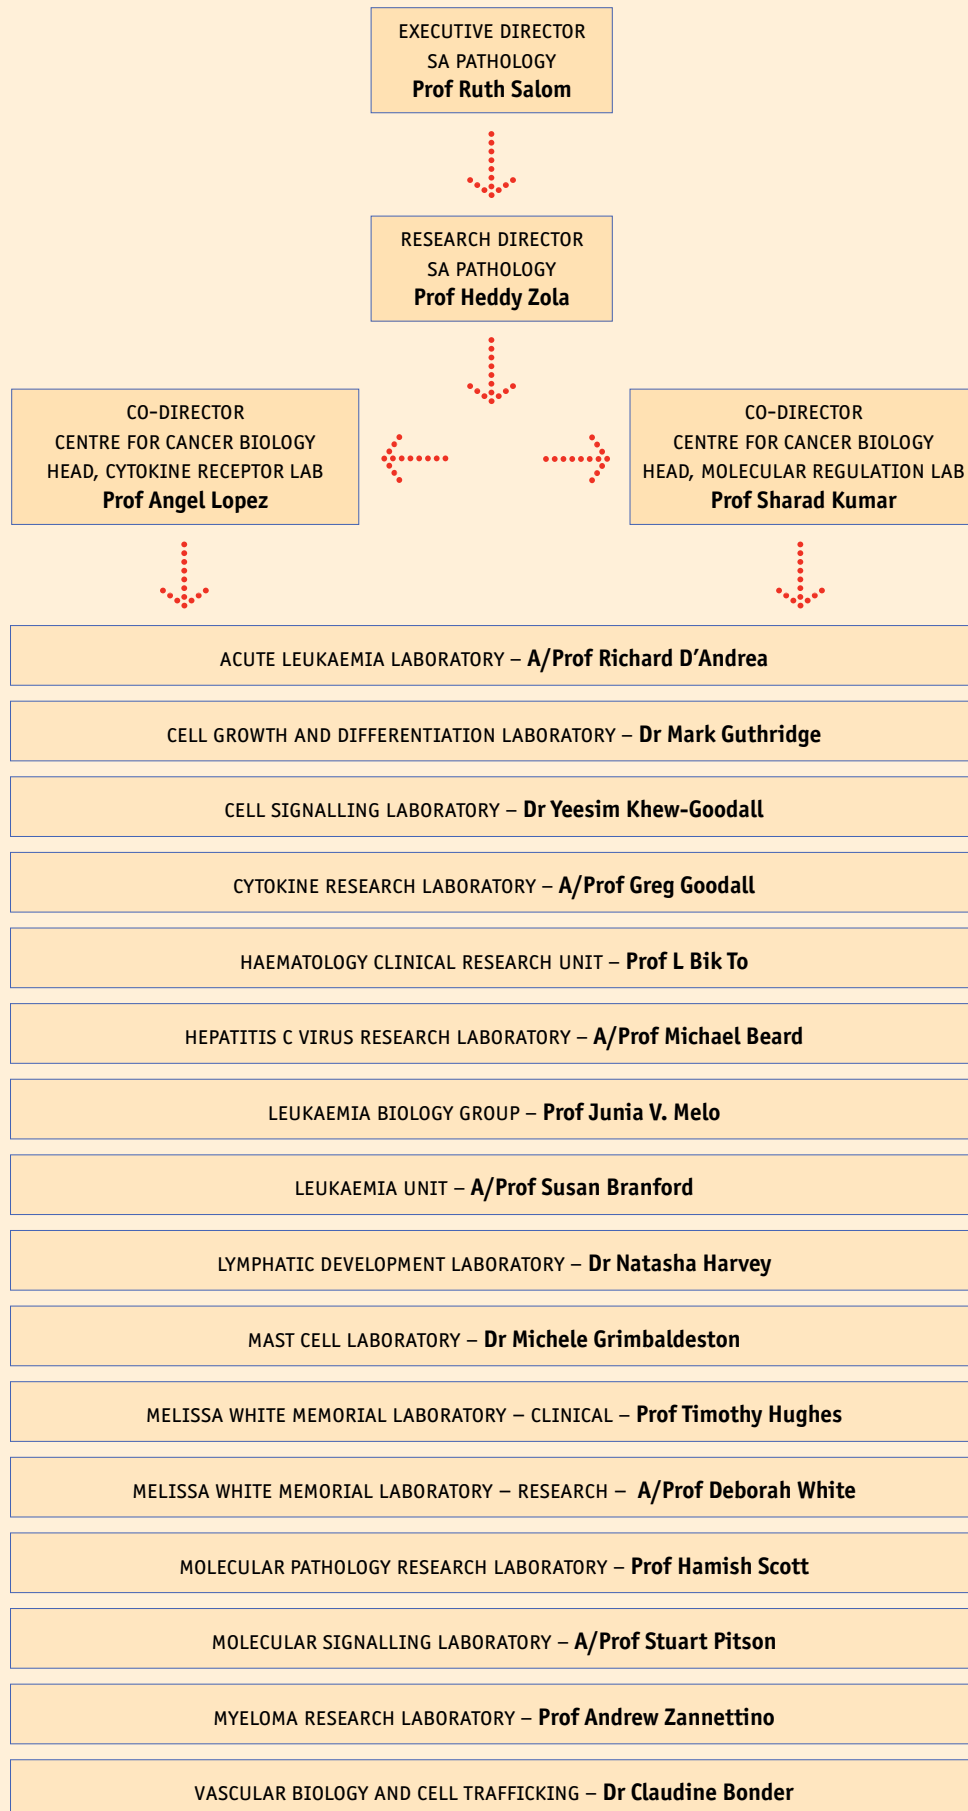 EXECUTIVE DIRECTOR
SA PATHOLOGY
Prof Ruth Salom
RESEARCH DIRECTOR
SA PATHOLOGY
Prof Heddy Zola
CO-DIRECTOR
CENTRE FOR CANCER BIOLOGY
HEAD, CYTOKINE RECEPTOR LAB
Prof Angel Lopez
CO-DIRECTOR
CENTRE FOR CANCER BIOLOGY
HEAD, MOLECULAR REGULATION LAB
Prof Sharad Kumar
ACUTE LEUKAEMIA LABORATORY – A/Prof Richard D’Andrea
CELL GROWTH AND DIFFERENTIATION LABORATORY – Dr Mark Guthridge
CELL SIGNALLING LABORATORY – Dr Yeesim Khew-Goodall
CYTOKINE RESEARCH LABORATORY – A/Prof Greg Goodall
HAEMATOLOGY CLINICAL RESEARCH UNIT – Prof L Bik To
HEPATITIS C VIRUS RESEARCH LABORATORY – A/Prof Michael Beard
LEUKAEMIA BIOLOGY GROUP – Prof Junia V. Melo
LEUKAEMIA UNIT – A/Prof Susan Branford
LYMPHATIC DEVELOPMENT LABORATORY – Dr Natasha Harvey
MAST CELL LABORATORY – Dr Michele Grimbaldeston
MELISSA WHITE MEMORIAL LABORATORY – CLINICAL – Prof Timothy Hughes
MELISSA WHITE MEMORIAL LABORATORY – RESEARCH – A/Prof Deborah White
MOLECULAR PATHOLOGY RESEARCH LABORATORY – Prof Hamish Scott
MOLECULAR SIGNALLING LABORATORY – A/Prof Stuart Pitson
MYELOMA RESEARCH LABORATORY – Prof Andrew Zannettino
VASCULAR BIOLOGY AND CELL TRAFFICKING – Dr Claudine Bonder